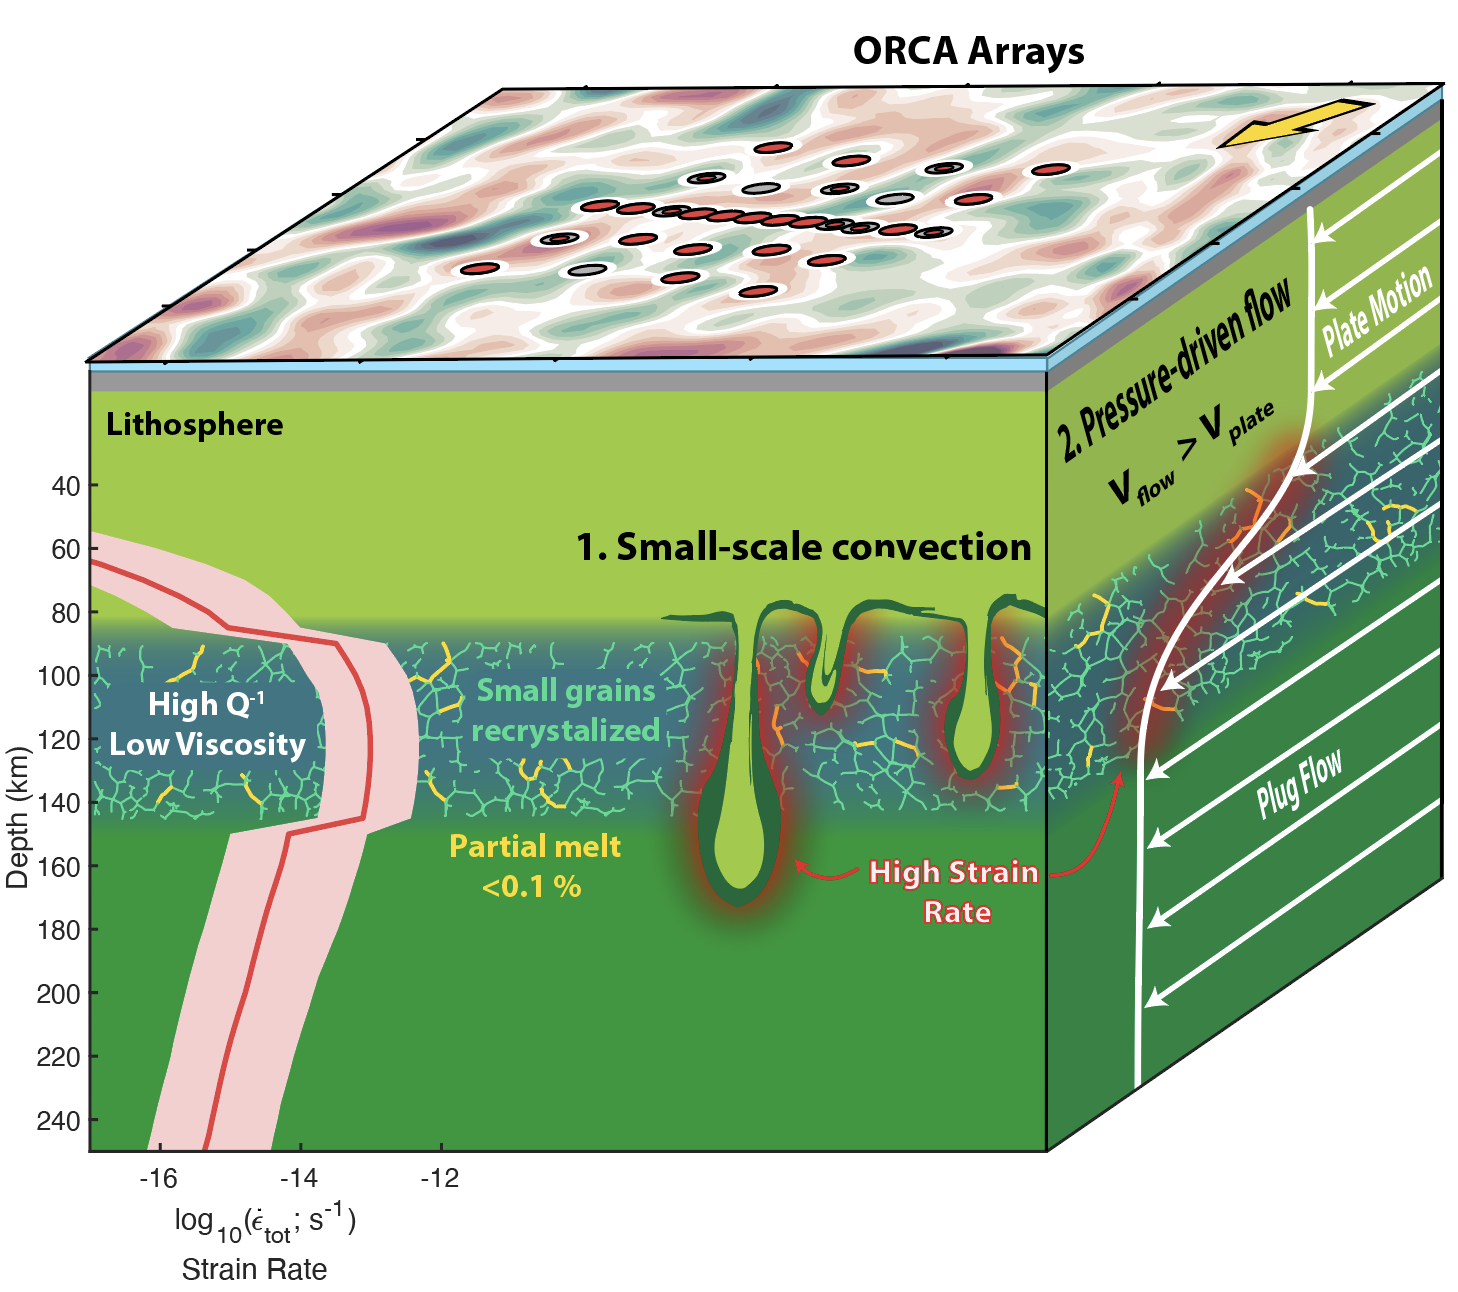 ORCA Arrays
Lithosphere
2. Pressure-driven flow
Vflow > Vplate
Plate Motion
1. Small-scale convection
High Q-1
Low Viscosity
Small grains
recrystalized
Partial melt
<0.1 %
High Strain
Rate
Plug Flow
Depth (km)
40
60
80
100
120
140
160
180
200
220
240
-16
-14
-12
log10(ϵ̇tot; s-1)
Strain Rate